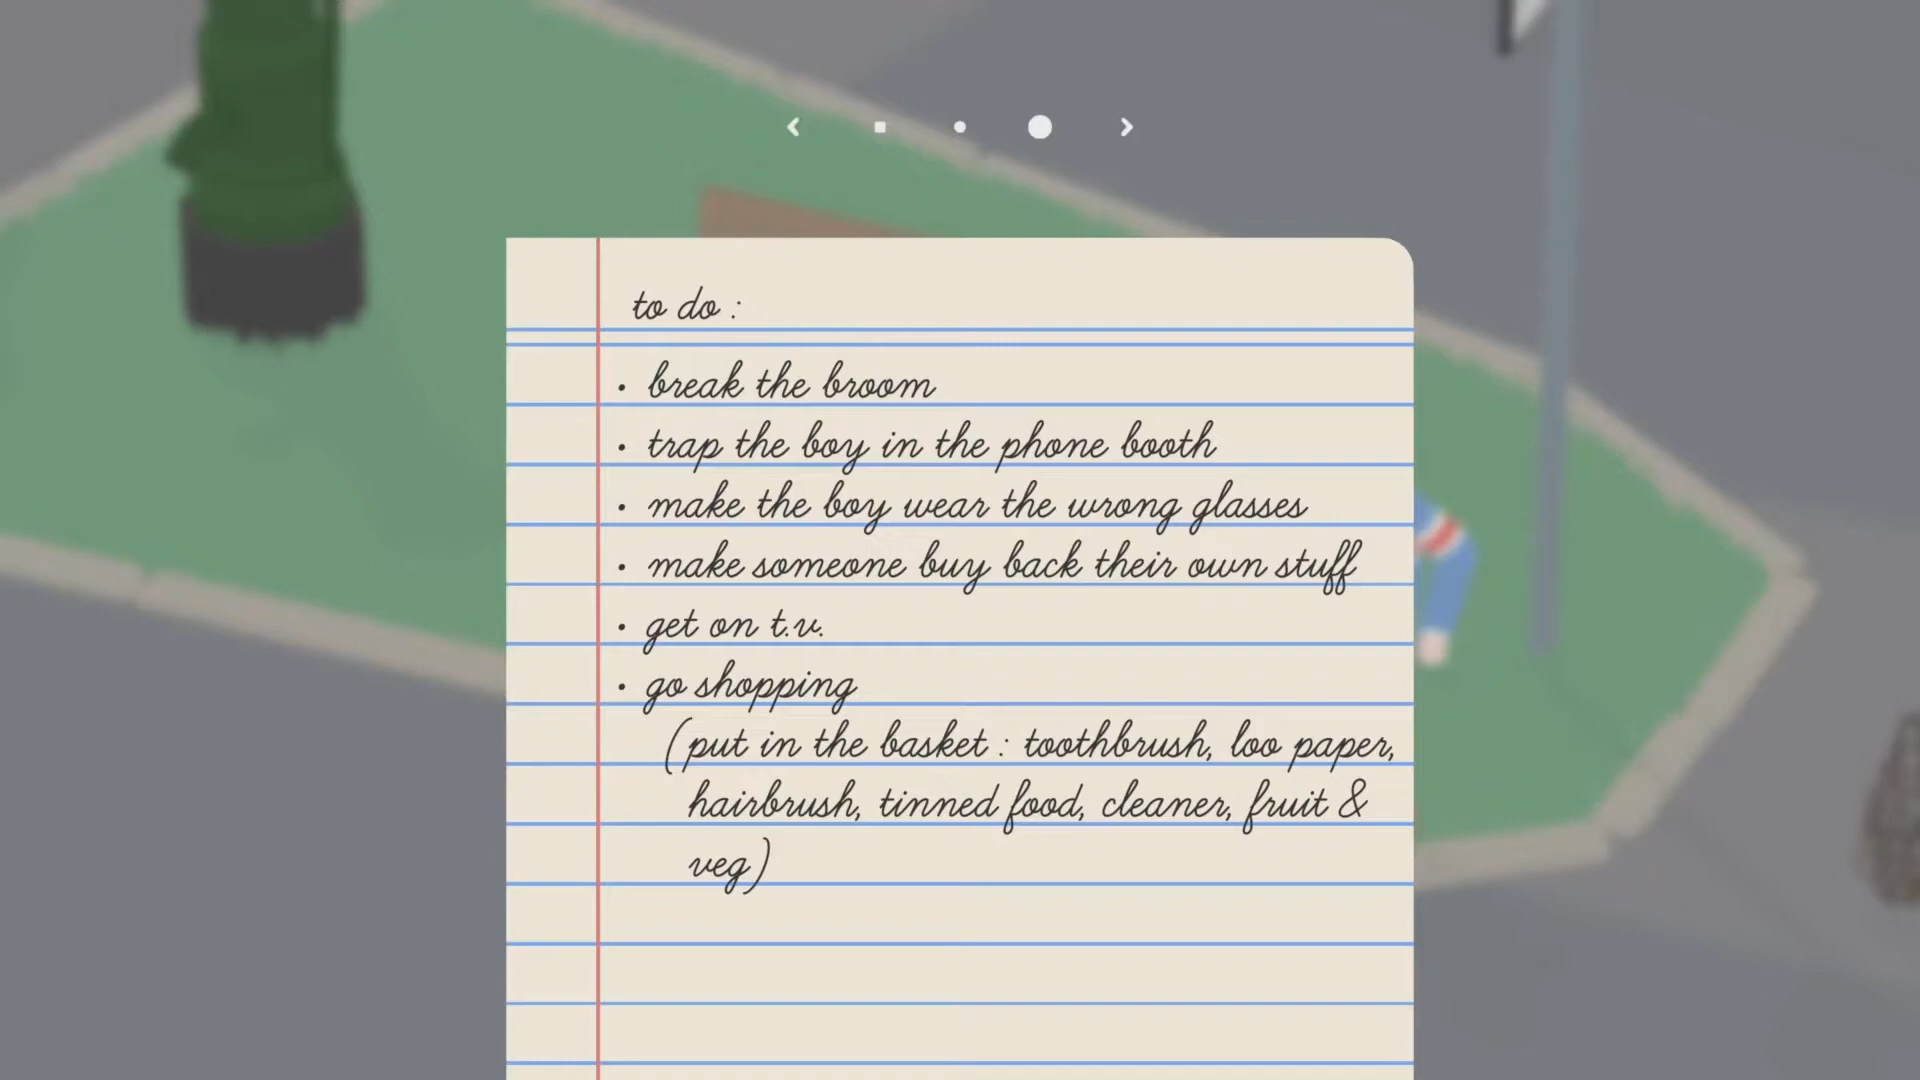 to do :
• break the broom
• trap the boy in the phone booth
• make the boy wear the wrong glasses
• make someone buy back their own stuff
• get on t.v.
• go shopping
(put in the basket : toothbrush, loo paper,
hairbrush, tinned food, cleaner, fruit &
veg)